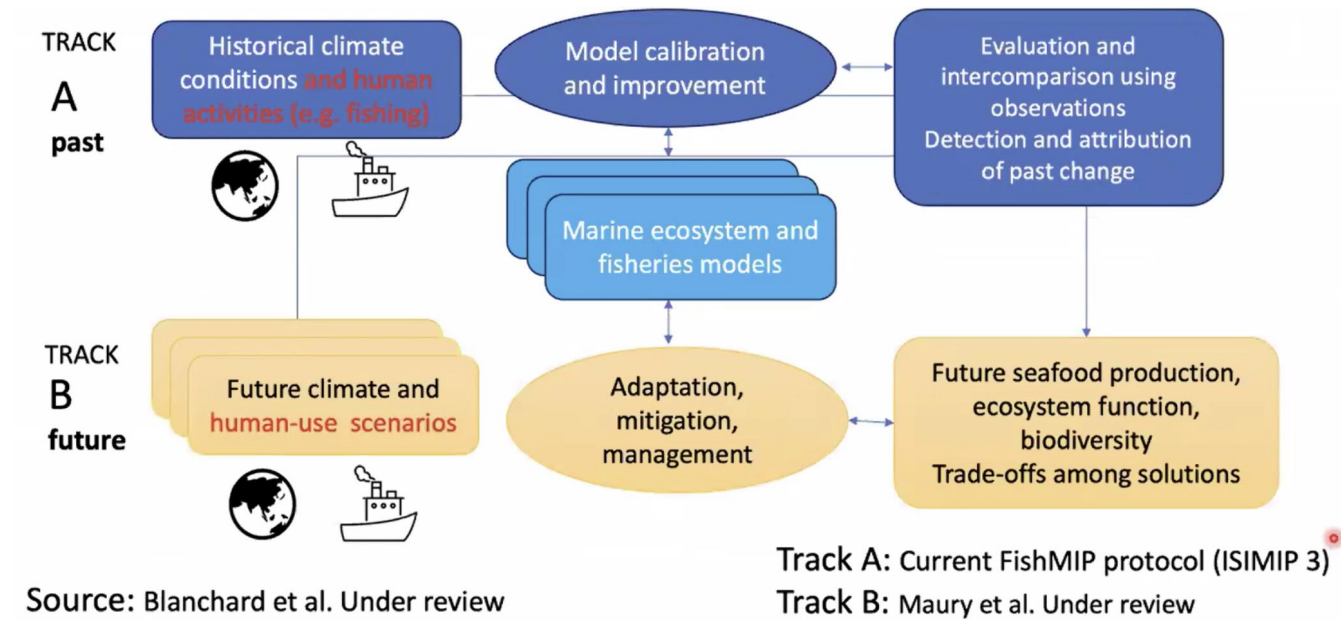 TRACK
A
past
Historical climate
conditions and human
activities (e.g. fishing)
Model calibration
and improvement
Evaluation and
intercomparison using
observations
Detection and attribution
of past change
Marine ecosystem and
fisheries models
TRACK
B
future
Future climate and
human-use scenarios
Adaptation,
mitigation,
management
Future seafood production,
ecosystem function,
biodiversity
Trade-offs among solutions
Track A: Current FishMIP protocol (ISIMIP 3)
Track B: Maury et al. Under review
Source: Blanchard et al. Under review